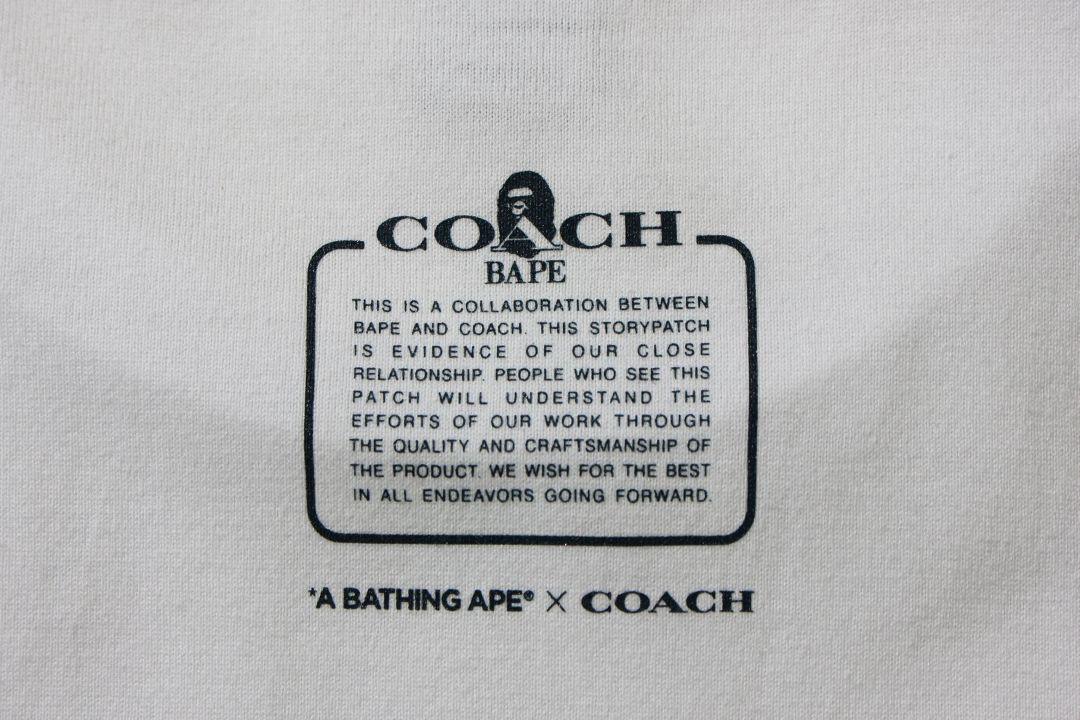 COACH
BAPE
THIS IS A COLLABORATION BETWEEN
BAPE AND COACH. THIS STORYPATCH
IS EVIDENCE OF OUR CLOSE
RELATIONSHIP. PEOPLE WHO SEE THIS
PATCH WILL UNDERSTAND THE
EFFORTS OF OUR WORK THROUGH
THE QUALITY AND CRAFTSMANSHIP OF
THE PRODUCT. WE WISH FOR THE BEST
IN ALL ENDEAVORS GOING FORWARD.
*A BATHING APE® X COACH